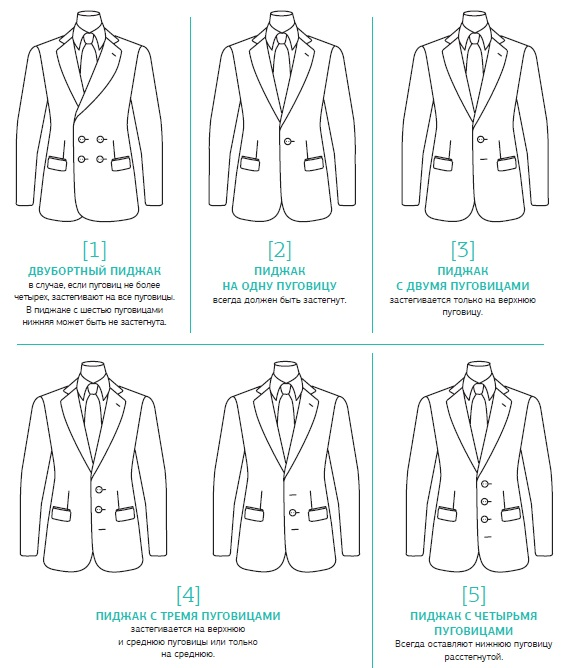 [1]
ДВУБОРТНЫЙ ПИДЖАК
в случае, если пуговиц не более
четырех, застегивают на все пуговицы.
В пиджаке с шестью пуговицами
нижняя может быть не застегнута.
[2]
ПИДЖАК
НА ОДНУ ПУГОВИЦУ
всегда должен быть застегнут.
[3]
ПИДЖАК
С ДВУМЯ ПУГОВИЦАМИ
застегивается только на верхнюю
пуговицу.
[4]
ПИДЖАК С ТРЕМЯ ПУГОВИЦАМИ
застегивается на верхнюю
и среднюю пуговицы или только
на среднюю.
[5]
ПИДЖАК С ЧЕТЫРЬМЯ
ПУГОВИЦАМИ
Всегда оставляют нижнюю пуговицу
расстегнутой.